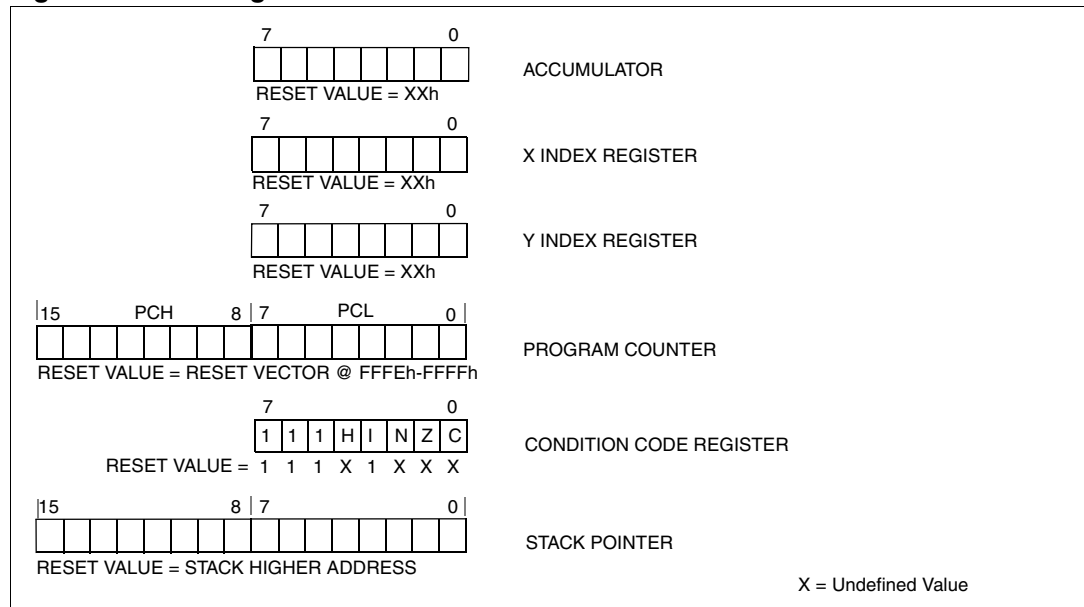 7 0
ACCUMULATOR
RESET VALUE = XXh
7 0
X INDEX REGISTER
RESET VALUE = XXh
7 0
Y INDEX REGISTER
RESET VALUE = XXh
15 PCH 8 7 PCL 0
PROGRAM COUNTER
RESET VALUE = RESET VECTOR @ FFFEh-FFFFh
7 0
1 1 1 H I N Z C
CONDITION CODE REGISTER
RESET VALUE = 1 1 1 X 1 X X X
15 8 7 0
STACK POINTER
RESET VALUE = STACK HIGHER ADDRESS
X = Undefined Value